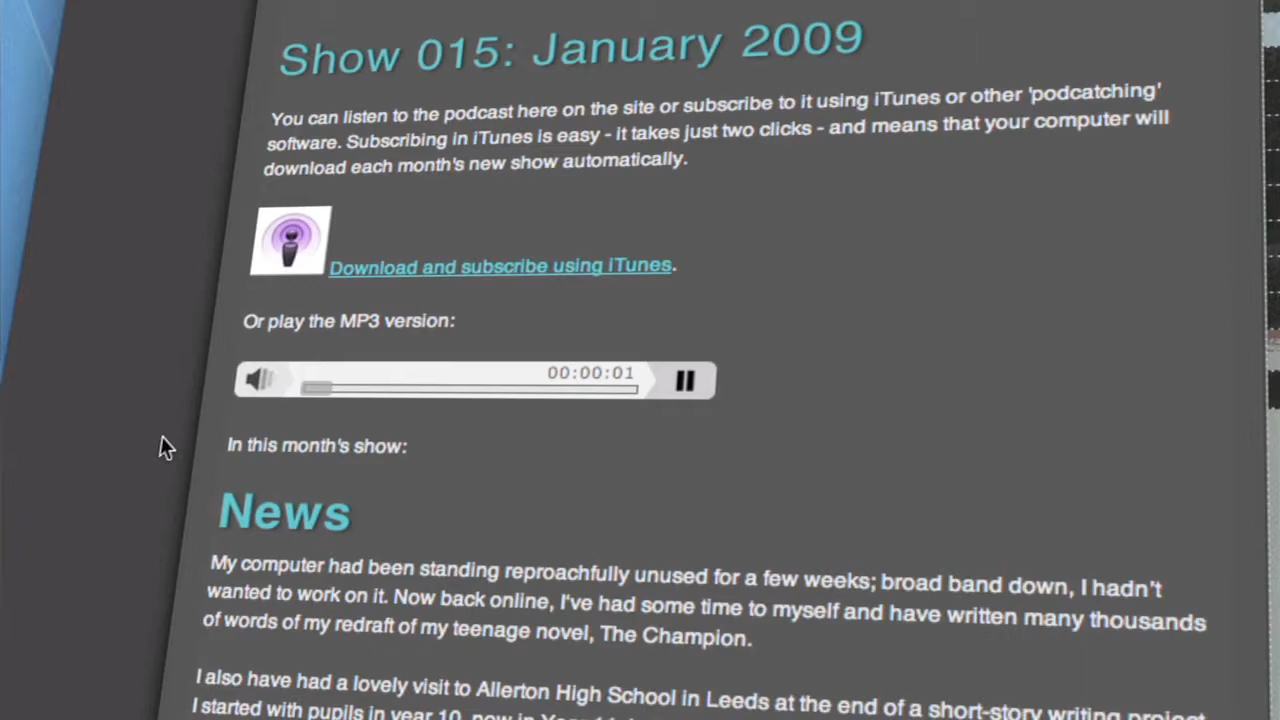 Show 015: January 2009
You can listen to the podcast here on the site or subscribe to it using iTunes or other 'podcatching'
software. Subscribing in iTunes is easy - it takes just two clicks - and means that your computer will
download each month's new show automatically.
Download and subscribe using iTunes.
Or play the MP3 version:
00:00:01
In this month's show:
News
My computer had been standing reproachfully unused for a few weeks; broad band down, I hadn't
wanted to work on it. Now back online, I've had some time to myself and have written many thousands
of words of my redraft of my teenage novel, The Champion.
I also have had a lovely visit to Allerton High School in Leeds at the end of a short-story writing project
I started with pupils in year 10, now in Year